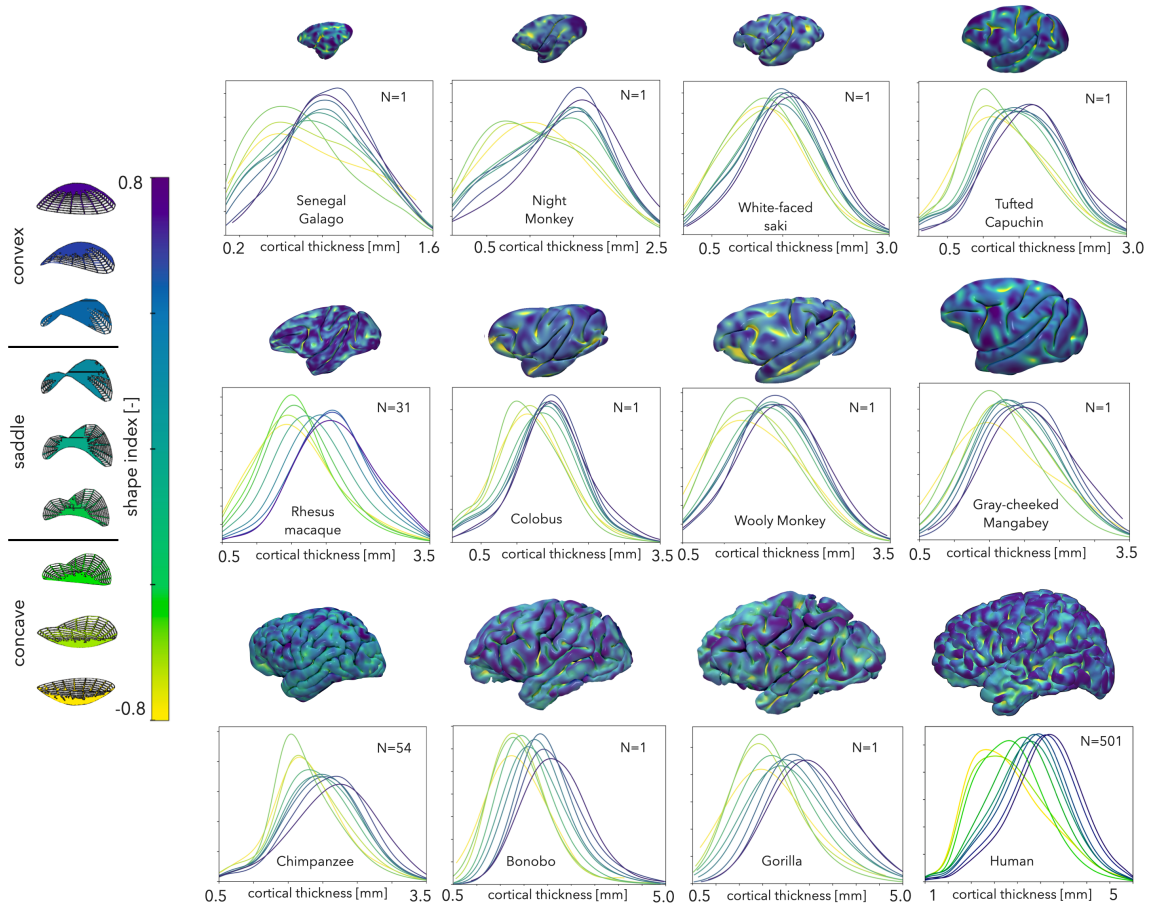 0.8
convex
saddle
concave
shape index [-]
-0.8
N=1
Senegal
Galago
0.2
cortical thickness [mm]
1.6
N=1
Night
Monkey
0.5
cortical thickness [mm]
2.5
N=1
White-faced
saki
0.5
cortical thickness [mm]
3.0
N=1
Tufted
Capuchin
0.5
cortical thickness [mm]
3.0
N=31
Rhesus
macaque
0.5
cortical thickness [mm]
3.5
N=1
Colobus
0.5
cortical thickness [mm]
3.5
N=1
Wooly Monkey
0.5
cortical thickness [mm]
3.5
N=1
Gray-cheeked
Mangabey
0.5
cortical thickness [mm]
3.5
N=54
Chimpanzee
0.5
cortical thickness [mm]
3.5
N=1
Bonobo
0.5
cortical thickness [mm]
5.0
N=1
Gorilla
0.5
cortical thickness [mm]
5.0
N=501
Human
1
cortical thickness [mm]
5